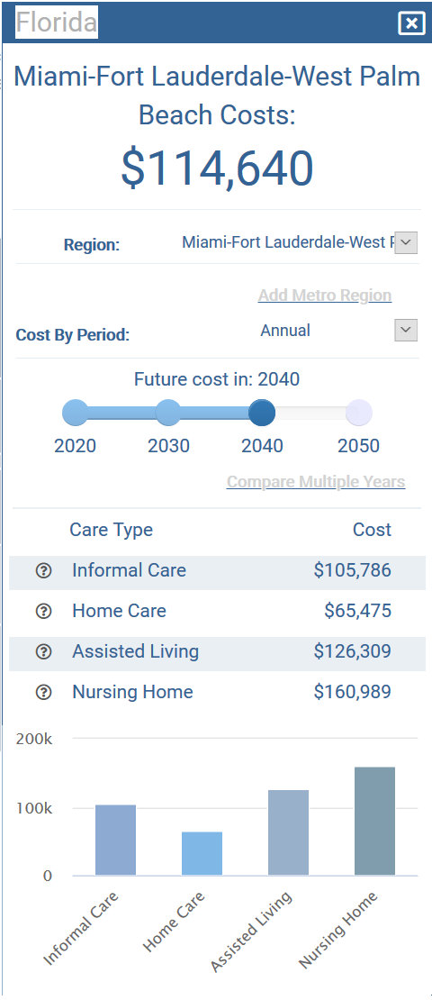 Florida
Miami-Fort Lauderdale-West Palm
Beach Costs:
$114,640
Region: Miami-Fort Lauderdale-West P
Add Metro Region
Cost By Period: Annual
Future cost in: 2040
2020 2030 2040 2050
Compare Multiple Years
Care Type Cost
Informal Care $105,786
Home Care $65,475
Assisted Living $126,309
Nursing Home $160,989
200k
100k
0
Informal Care
Home Care
Assisted Living
Nursing Home